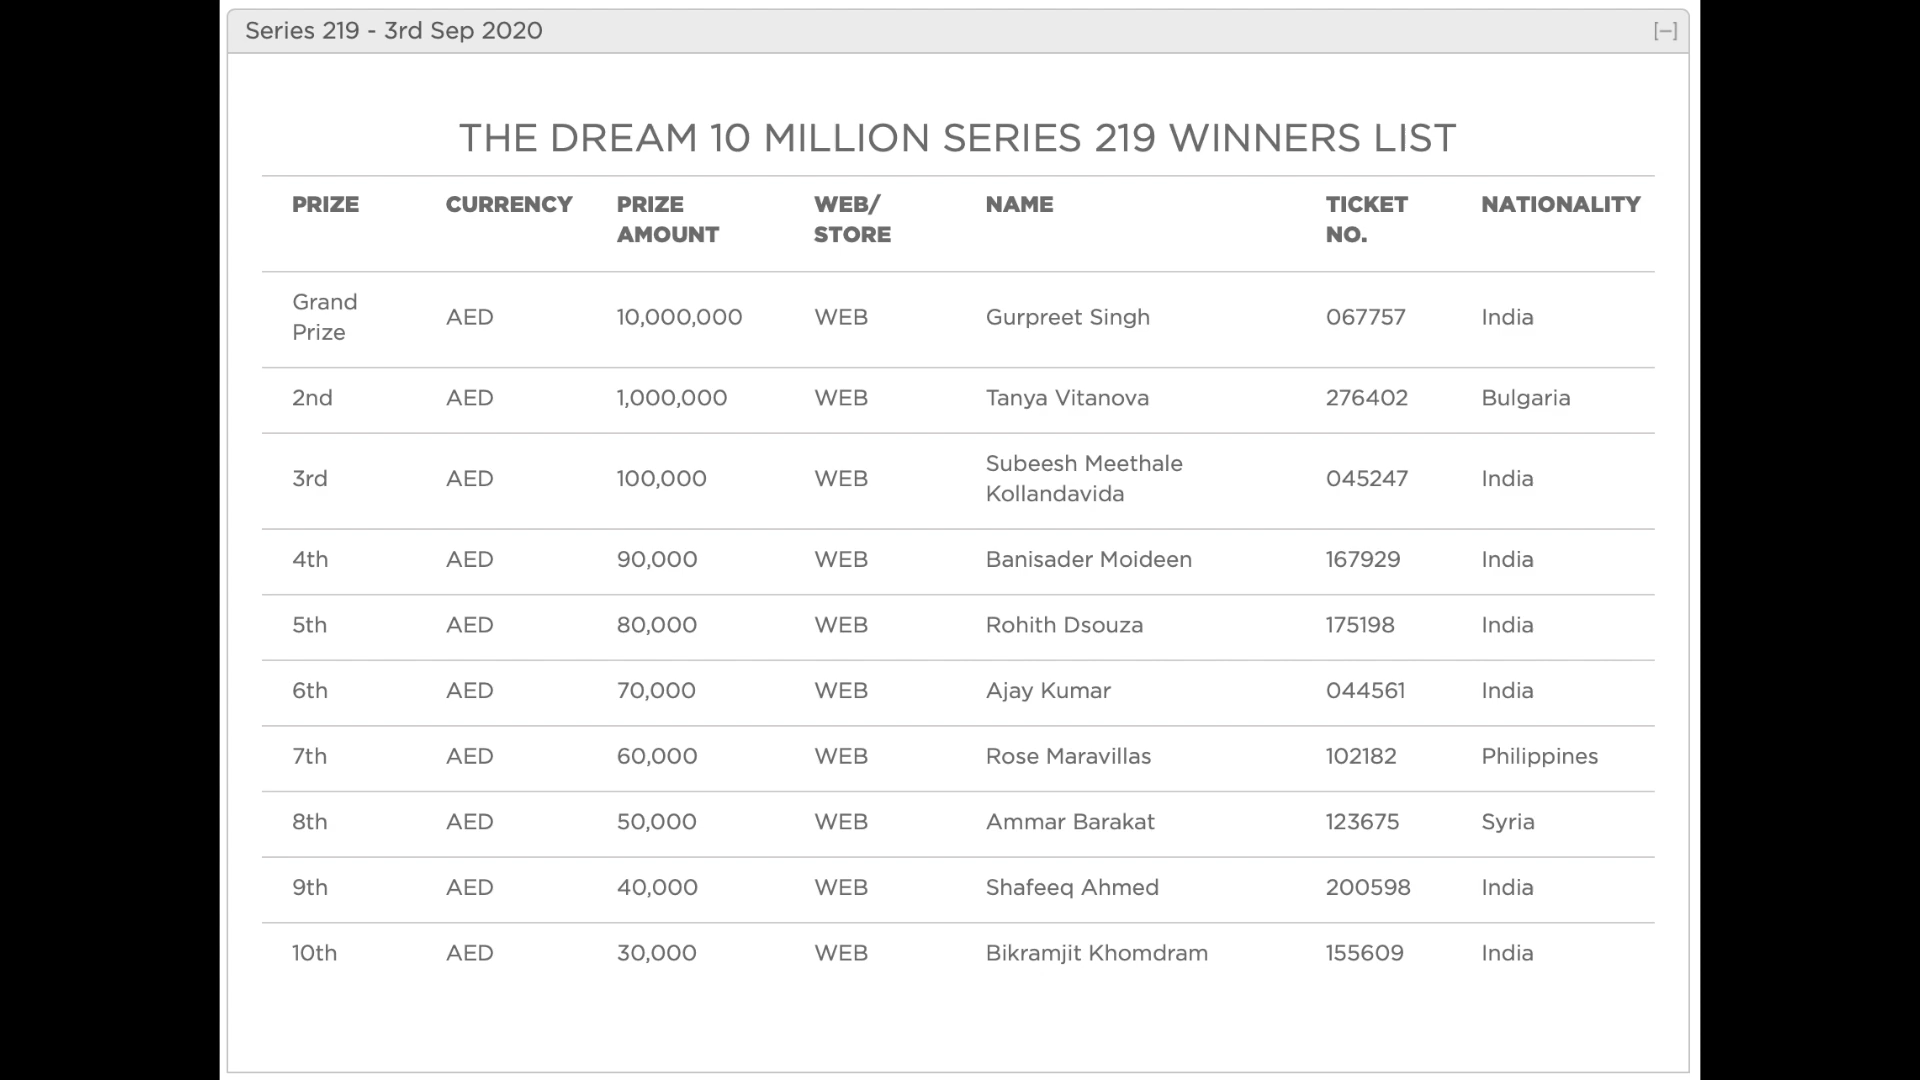 Series 219 - 3rd Sep 2020 [−]
THE DREAM 10 MILLION SERIES 219 WINNERS LIST
PRIZE CURRENCY PRIZE AMOUNT WEB/ STORE NAME TICKET NO. NATIONALITY
Grand Prize AED 10,000,000 WEB Gurpreet Singh 067757 India
2nd AED 1,000,000 WEB Tanya Vitanova 276402 Bulgaria
3rd AED 100,000 WEB Subeesh Meethale Kollandavida 045247 India
4th AED 90,000 WEB Banisader Moideen 167929 India
5th AED 80,000 WEB Rohith Dsouza 175198 India
6th AED 70,000 WEB Ajay Kumar 044561 India
7th AED 60,000 WEB Rose Maravillas 102182 Philippines
8th AED 50,000 WEB Ammar Barakat 123675 Syria
9th AED 40,000 WEB Shafeeq Ahmed 200598 India
10th AED 30,000 WEB Bikramjit Khomdram 155609 India